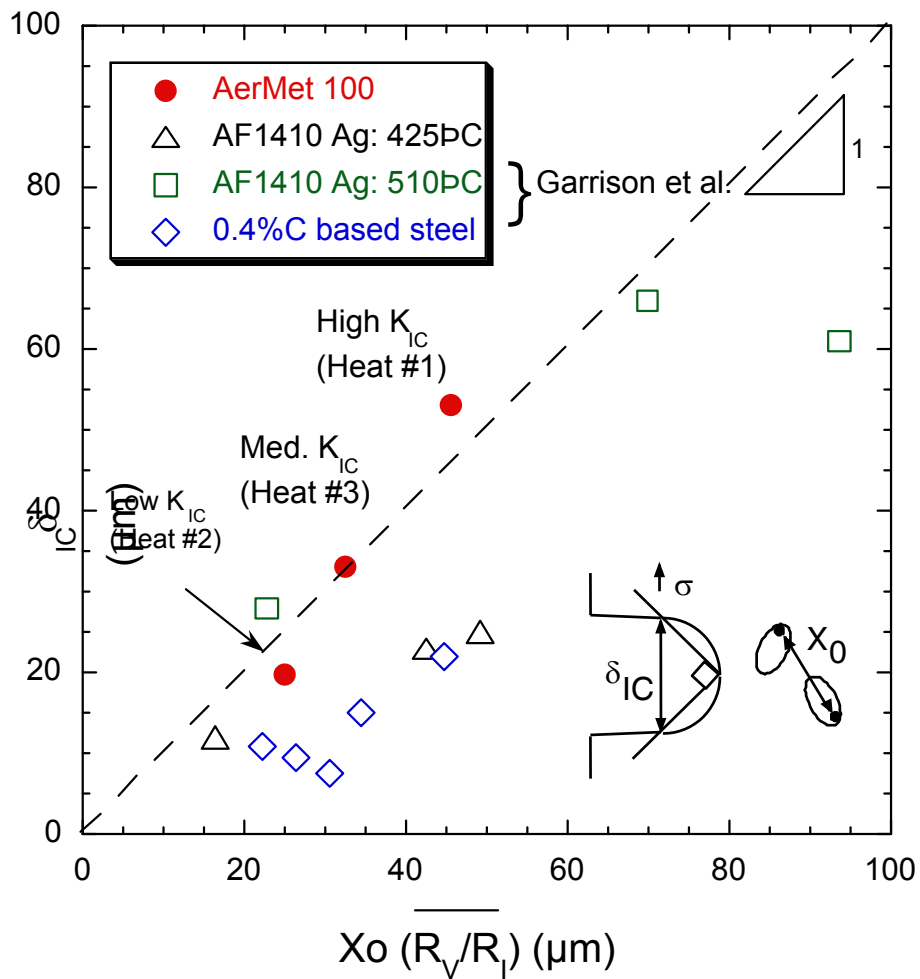 100
80
60
40
20
0
0 20 40 60 80 100
AerMet 100
AF1410 Ag: 425ÞC
AF1410 Ag: 510ÞC
0.4%C based steel
} Garrison et al.
1
High K_IC
(Heat #1)
Med. K_IC
(Heat #3)
Low K_IC
(Heat #2)
δ_IC
(µm)
σ
δ_IC
X_0
Xo (R_V/R_I) (µm)